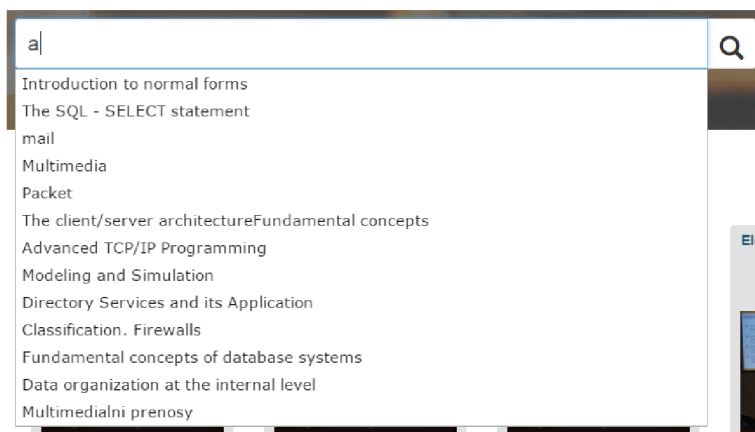 a
Introduction to normal forms
The SQL - SELECT statement
mail
Multimedia
Packet
The client/server architectureFundamental concepts
Advanced TCP/IP Programming
Modeling and Simulation
Directory Services and its Application
Classification. Firewalls
Fundamental concepts of database systems
Data organization at the internal level
Multimedialni prenosy